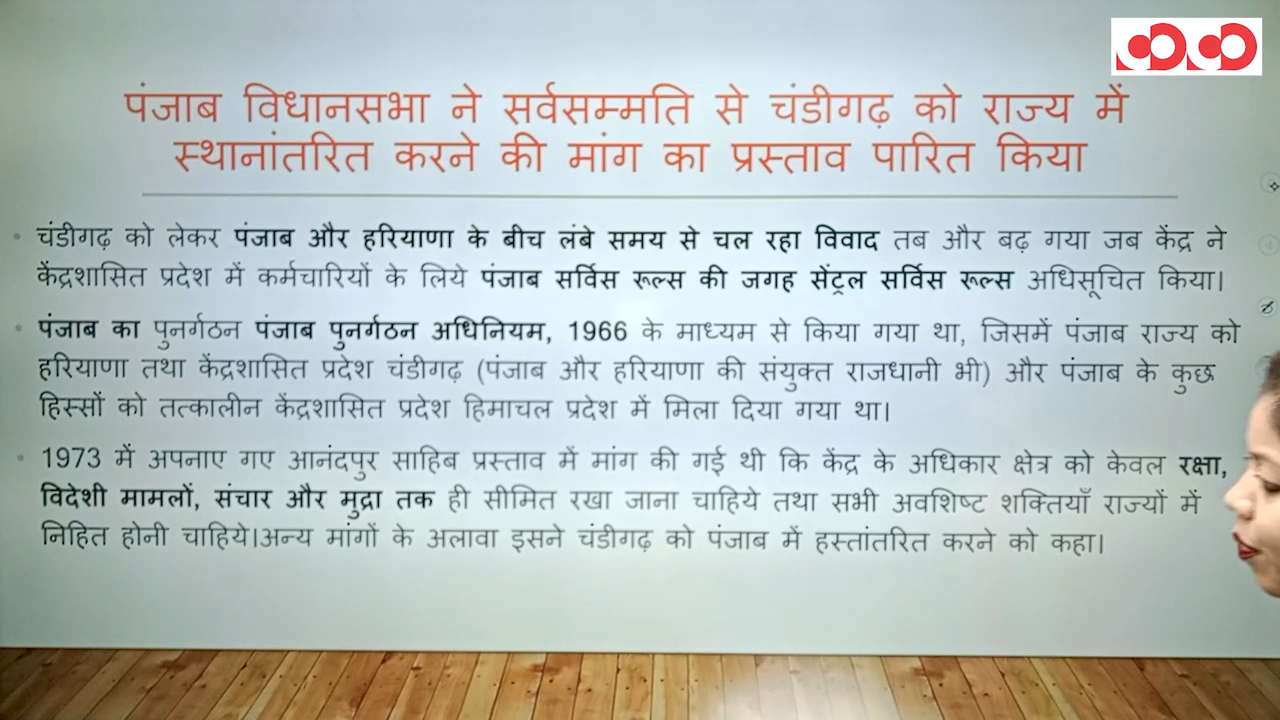 पंजाब विधानसभा ने सर्वसम्मति से चंडीगढ़ को राज्य में
स्थानांतरित करने की मांग का प्रस्ताव पारित किया
चंडीगढ़ को लेकर पंजाब और हरियाणा के बीच लंबे समय से चल रहा विवाद तब और बढ़ गया जब केंद्र ने
केंद्रशासित प्रदेश में कर्मचारियों के लिये पंजाब सर्विस रूल्स की जगह सेंट्रल सर्विस रूल्स अधिसूचित किया।
पंजाब का पुनर्गठन पंजाब पुनर्गठन अधिनियम, 1966 के माध्यम से किया गया था, जिसमें पंजाब राज्य को
हरियाणा तथा केंद्रशासित प्रदेश चंडीगढ़ (पंजाब और हरियाणा की संयुक्त राजधानी भी) और पंजाब के कुछ
हिस्सों को तत्कालीन केंद्रशासित प्रदेश हिमाचल प्रदेश में मिला दिया गया था।
1973 में अपनाए गए आनंदपुर साहिब प्रस्ताव में मांग की गई थी कि केंद्र के अधिकार क्षेत्र को केवल रक्षा,
विदेशी मामलों, संचार और मुद्रा तक ही सीमित रखा जाना चाहिये तथा सभी अवशिष्ट शक्तियाँ राज्यों में
निहित होनी चाहिये।अन्य मांगों के अलावा इसने चंडीगढ़ को पंजाब में हस्तांतरित करने को कहा।